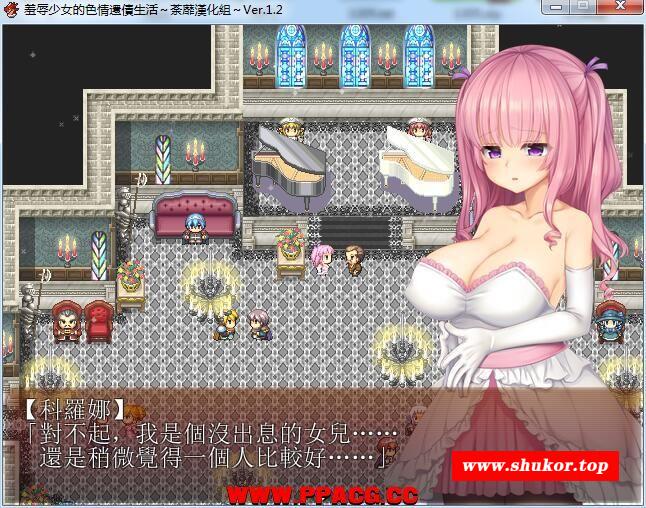 羞辱少女的色情還債生活～荼蘼漢化組～Ver.1.2
【科羅娜】
「對不起，我是個沒出息的女兒……
還是稍微覺得一個人比較好……」
www.shukor.top
WWW.PPACG.CC